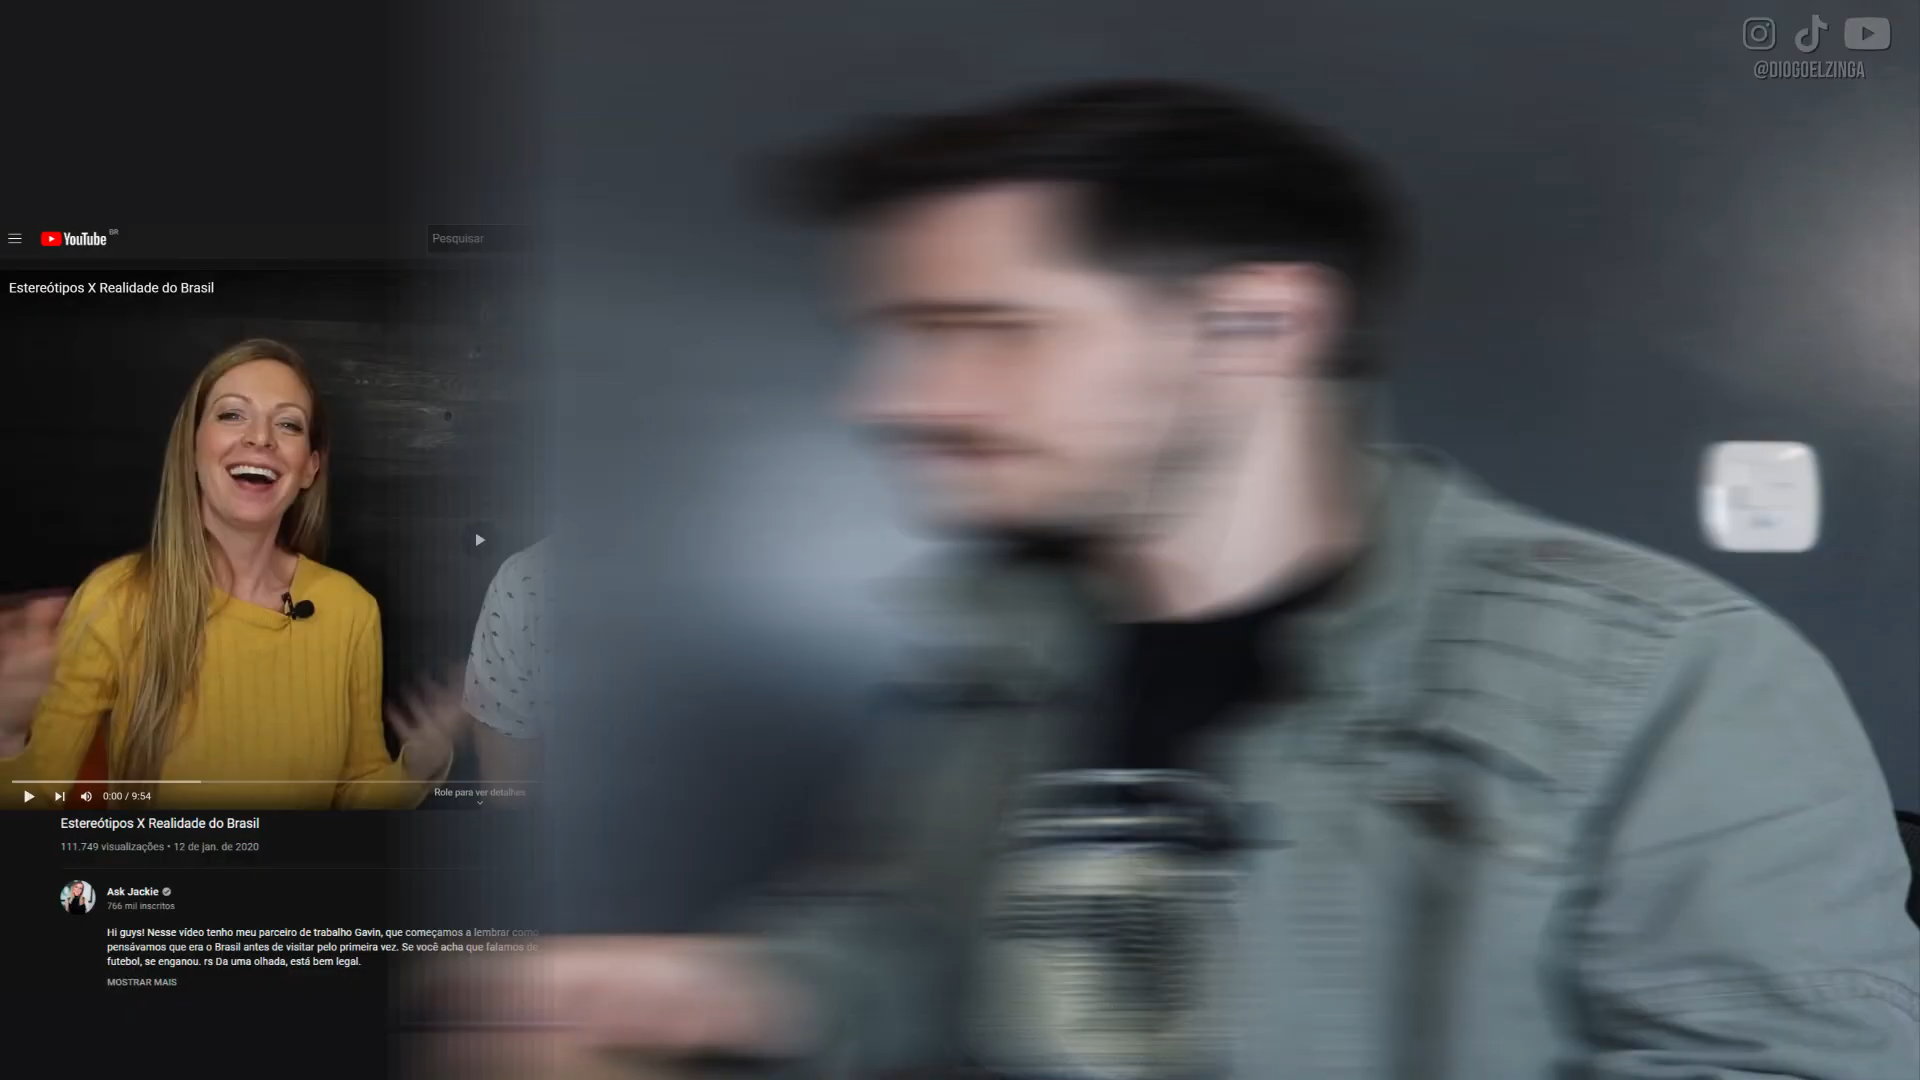 @DIOGOELZINGA
YouTube BR
Pesquisar
Estereótipos X Realidade do Brasil
0:00 / 9:54
Role para ver detalhes
Estereótipos X Realidade do Brasil
111.749 visualizações • 12 de jan. de 2020
Ask Jackie
766 mil inscritos
Hi guys! Nesse vídeo tenho meu parceiro de trabalho Gavin, que começamos a lembrar como
pensávamos que era o Brasil antes de visitar pelo primeira vez. Se você acha que falamos de
futebol, se enganou. rs Da uma olhada, está bem legal.
MOSTRAR MAIS